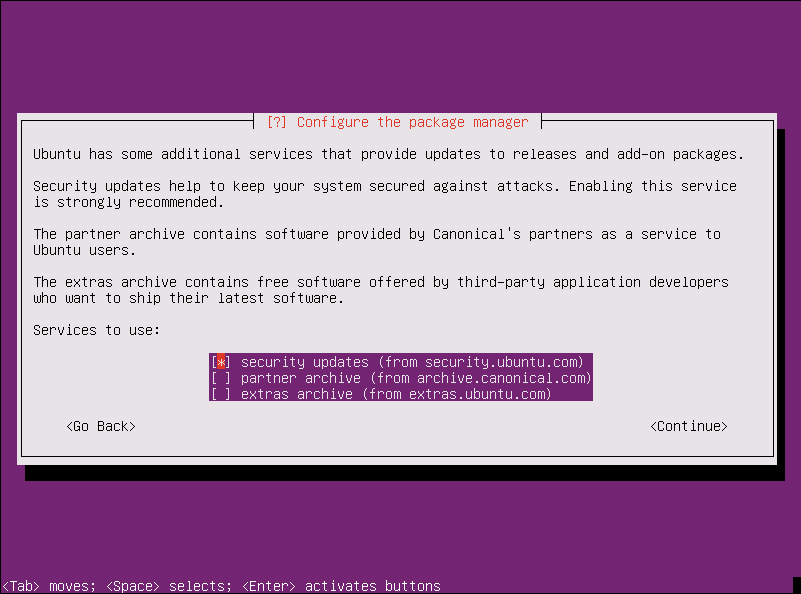 [?] Configure the package manager
Ubuntu has some additional services that provide updates to releases and add-on packages.
Security updates help to keep your system secured against attacks. Enabling this service
is strongly recommended.
The partner archive contains software provided by Canonical's partners as a service to
Ubuntu users.
The extras archive contains free software offered by third-party application developers
who want to ship their latest software.
Services to use:
[*] security updates (from security.ubuntu.com)
[ ] partner archive (from archive.canonical.com)
[ ] extras archive (from extras.ubuntu.com)
<Go Back> <Continue>
<Tab> moves; <Space> selects; <Enter> activates buttons